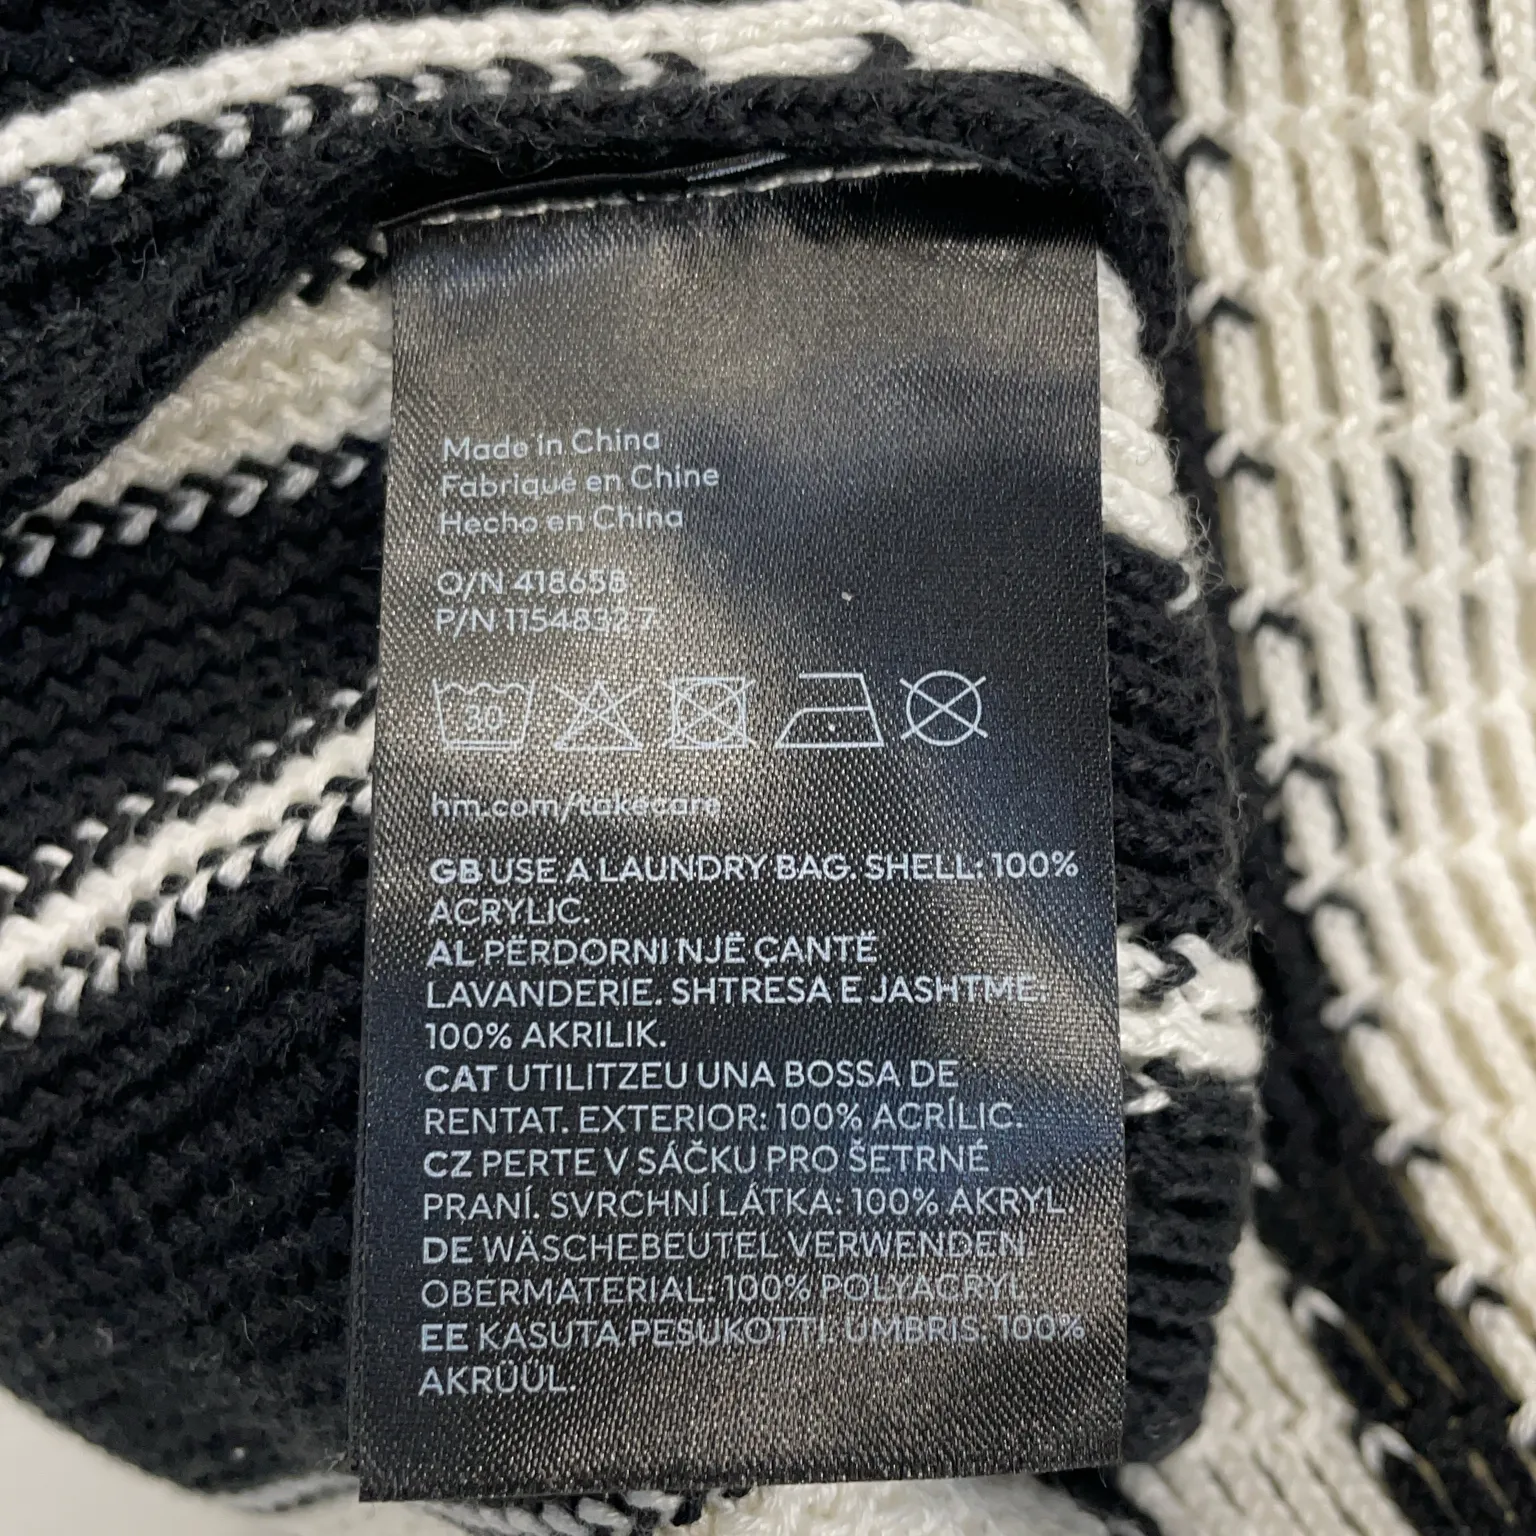 Made in China
Fabriqué en Chine
Hecho en China
O/N 418658
P/N 11548327
30
hm.com/takecare
GB USE A LAUNDRY BAG. SHELL: 100%
ACRYLIC.
AL PËRDORNI NJË ÇANTË
LAVANDERIE. SHTRESA E JASHTME:
100% AKRILIK.
CAT UTILITZEU UNA BOSSA DE
RENTAT. EXTERIOR: 100% ACRÍLIC.
CZ PERTE V SÁČKU PRO ŠETRNÉ
PRANÍ. SVRCHNÍ LÁTKA: 100% AKRYL.
DE WÄSCHEBEUTEL VERWENDEN.
OBERMATERIAL: 100% POLYACRYL.
EE KASUTA PESUKOTTI. ÜMBRIS: 100%
AKRÜÜL.